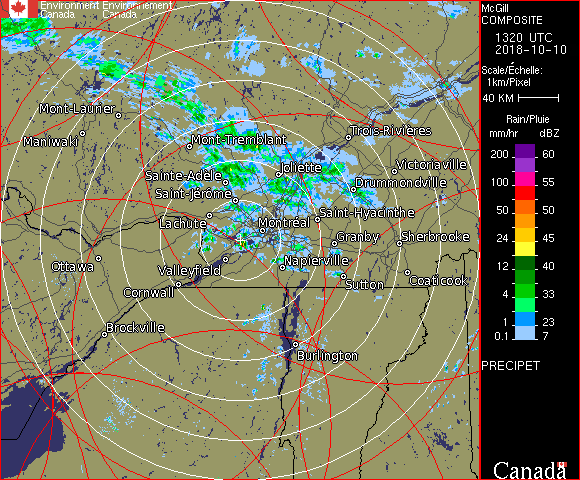 Environment Environnement
Canada Canada
McGill
COMPOSITE
1320 UTC
2018-10-10
Scale/Échelle:
1km/Pixel
40 KM
Rain/Pluie
mm/hr dBZ
200 60
100 55
50 50
24 45
12 40
4 33
1 23
0.1 7
PRECIPET
Mont-Laurier
Maniwaki
Mont-Tremblant
Trois-Rivières
Sainte-Adèle
Joliette
Victoriaville
Saint-Jérôme
Drummondville
Lachute
Montréal
Saint-Hyacinthe
Granby
Sherbrooke
Ottawa
Valleyfield
Napierville
Cornwall
Sutton
Coaticook
Brockville
Burlington
Canada